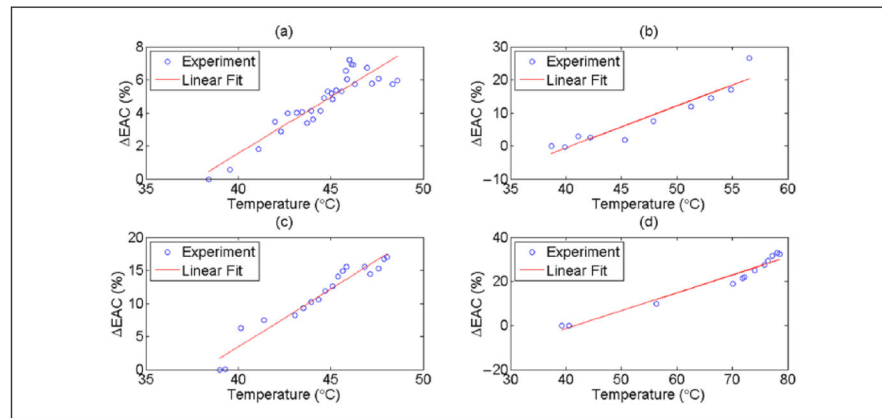 (a)
8
6
4
2
0
ΔEAC (%)
Experiment
Linear Fit
35
40
45
50
Temperature (°C)
(b)
30
20
10
0
−10
ΔEAC (%)
Experiment
Linear Fit
35
40
45
50
55
60
Temperature (°C)
(c)
20
15
10
5
0
ΔEAC (%)
Experiment
Linear Fit
35
40
45
50
Temperature (°C)
(d)
40
20
0
−20
ΔEAC (%)
Experiment
Linear Fit
30
40
50
60
70
80
Temperature (°C)